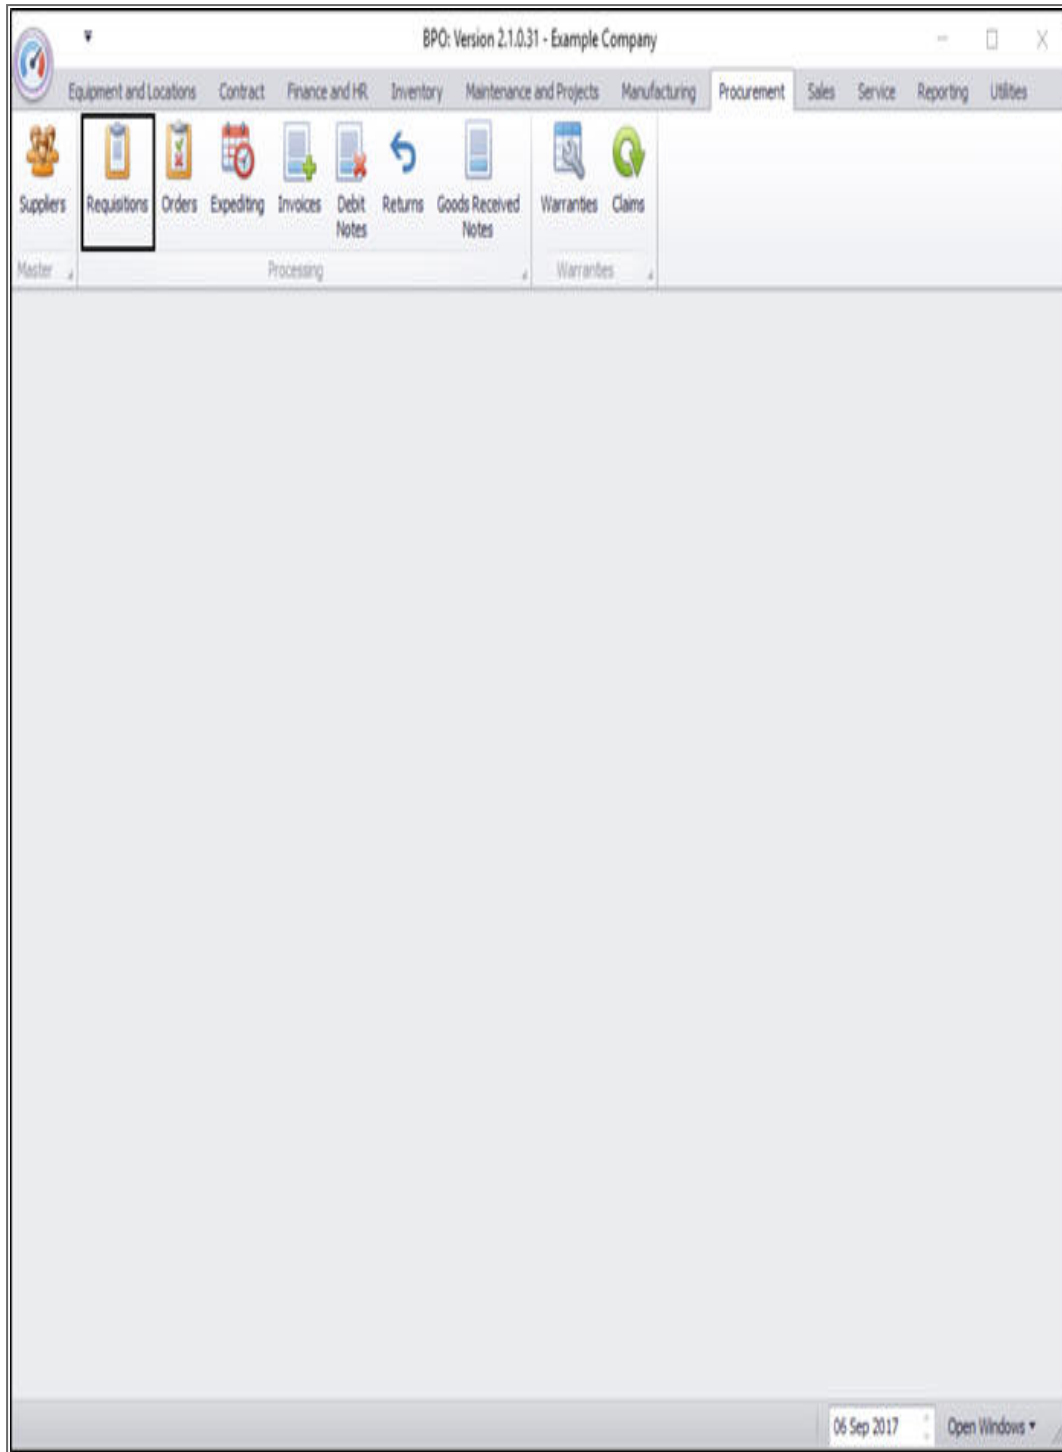 BPO: Version 2.1.0.31 - Example Company
Equipment and Locations Contract Finance and HR Inventory Maintenance and Projects Manufacturing Procurement Sales Service Reporting Utilities
Suppliers Requisitions Orders Expediting Invoices Debit Returns Goods Received Warranties Claims
Notes Notes
Master Processing Warranties
06 Sep 2017 Open Windows